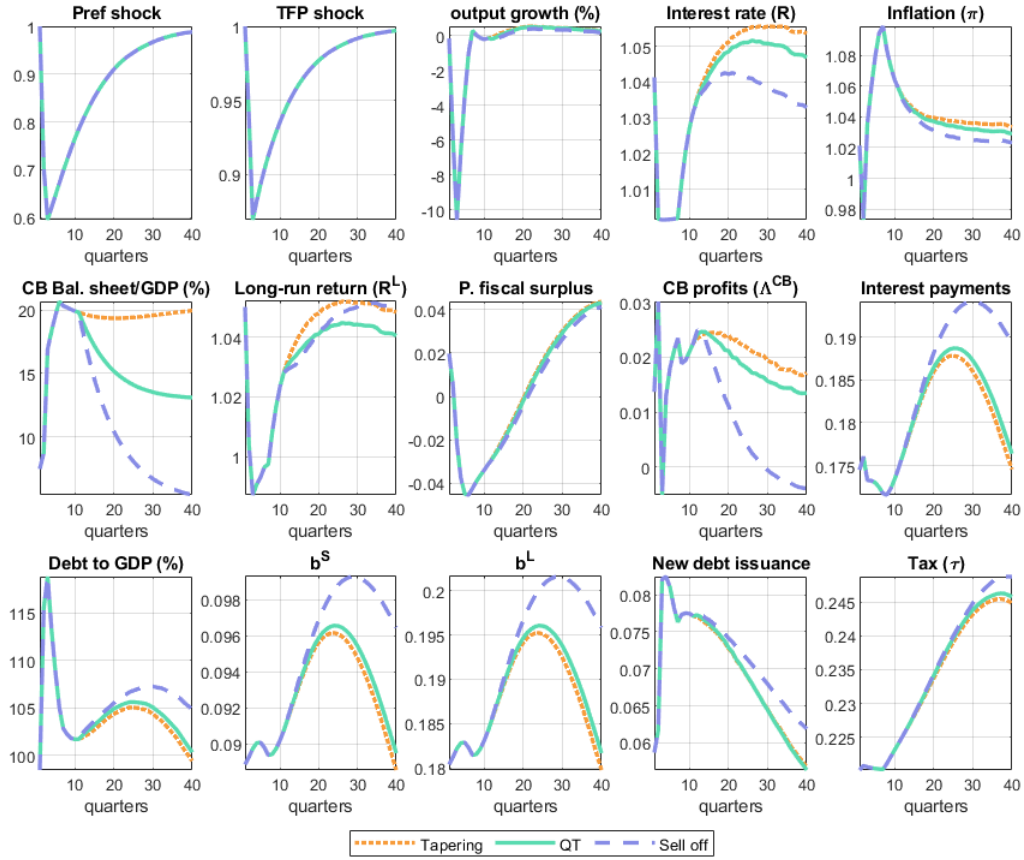 Pref shock
1
0.9
0.8
0.7
0.6
10 20 30 40
quarters
TFP shock
1
0.95
0.9
10 20 30 40
quarters
output growth (%)
0
-2
-4
-6
-8
-10
10 20 30 40
quarters
Interest rate (R)
1.05
1.04
1.03
1.02
1.01
10 20 30 40
quarters
Inflation (π)
1.08
1.06
1.04
1.02
1
0.98
10 20 30 40
quarters
CB Bal. sheet/GDP (%)
20
15
10
10 20 30 40
quarters
Long-run return (R^L)
1.04
1.02
1
10 20 30 40
quarters
P. fiscal surplus
0.04
0.02
0
-0.02
-0.04
10 20 30 40
quarters
CB profits (Λ^CB)
0.03
0.02
0.01
0
10 20 30 40
quarters
Interest payments
0.19
0.185
0.18
0.175
10 20 30 40
quarters
Debt to GDP (%)
115
110
105
100
10 20 30 40
quarters
b^S
0.098
0.096
0.094
0.092
0.09
10 20 30 40
quarters
b^L
0.2
0.195
0.19
0.185
0.18
10 20 30 40
quarters
New debt issuance
0.08
0.075
0.07
0.065
0.06
10 20 30 40
quarters
Tax (τ)
0.245
0.24
0.235
0.23
0.225
10 20 30 40
quarters
Tapering QT Sell off